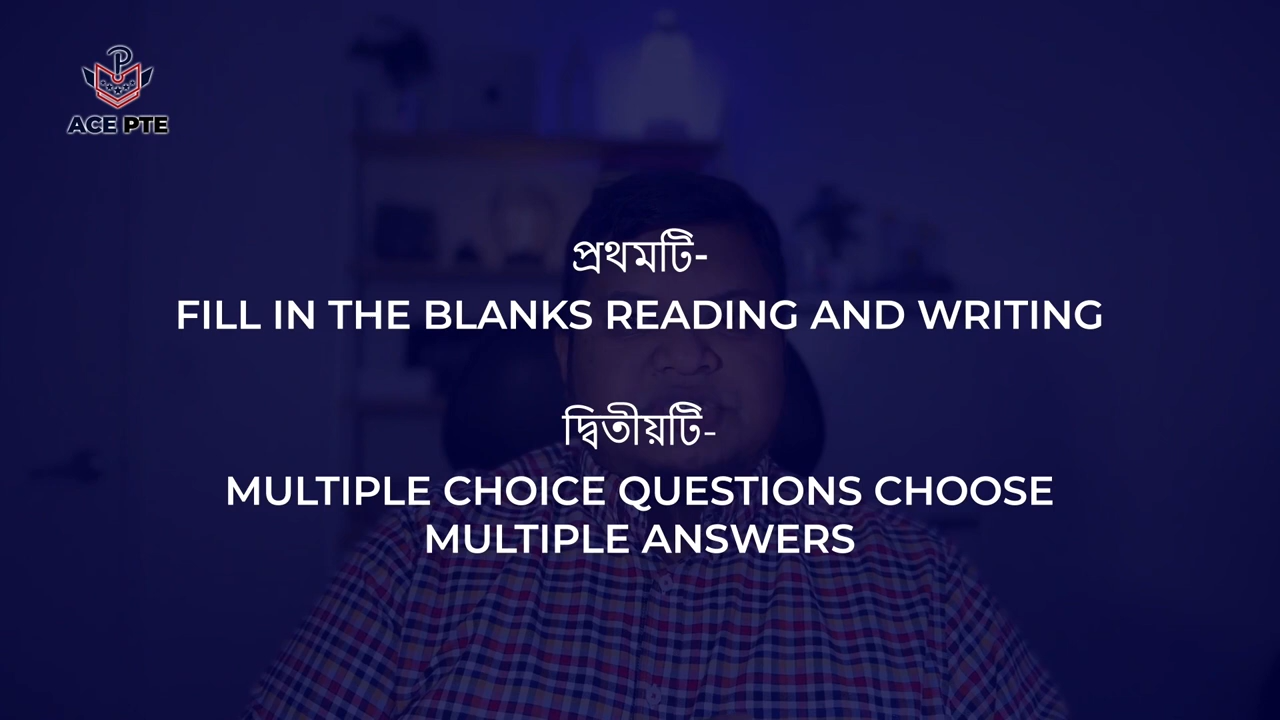 ACE PTE
প্রথমটি-
FILL IN THE BLANKS READING AND WRITING
দ্বিতীয়টি-
MULTIPLE CHOICE QUESTIONS CHOOSE
MULTIPLE ANSWERS